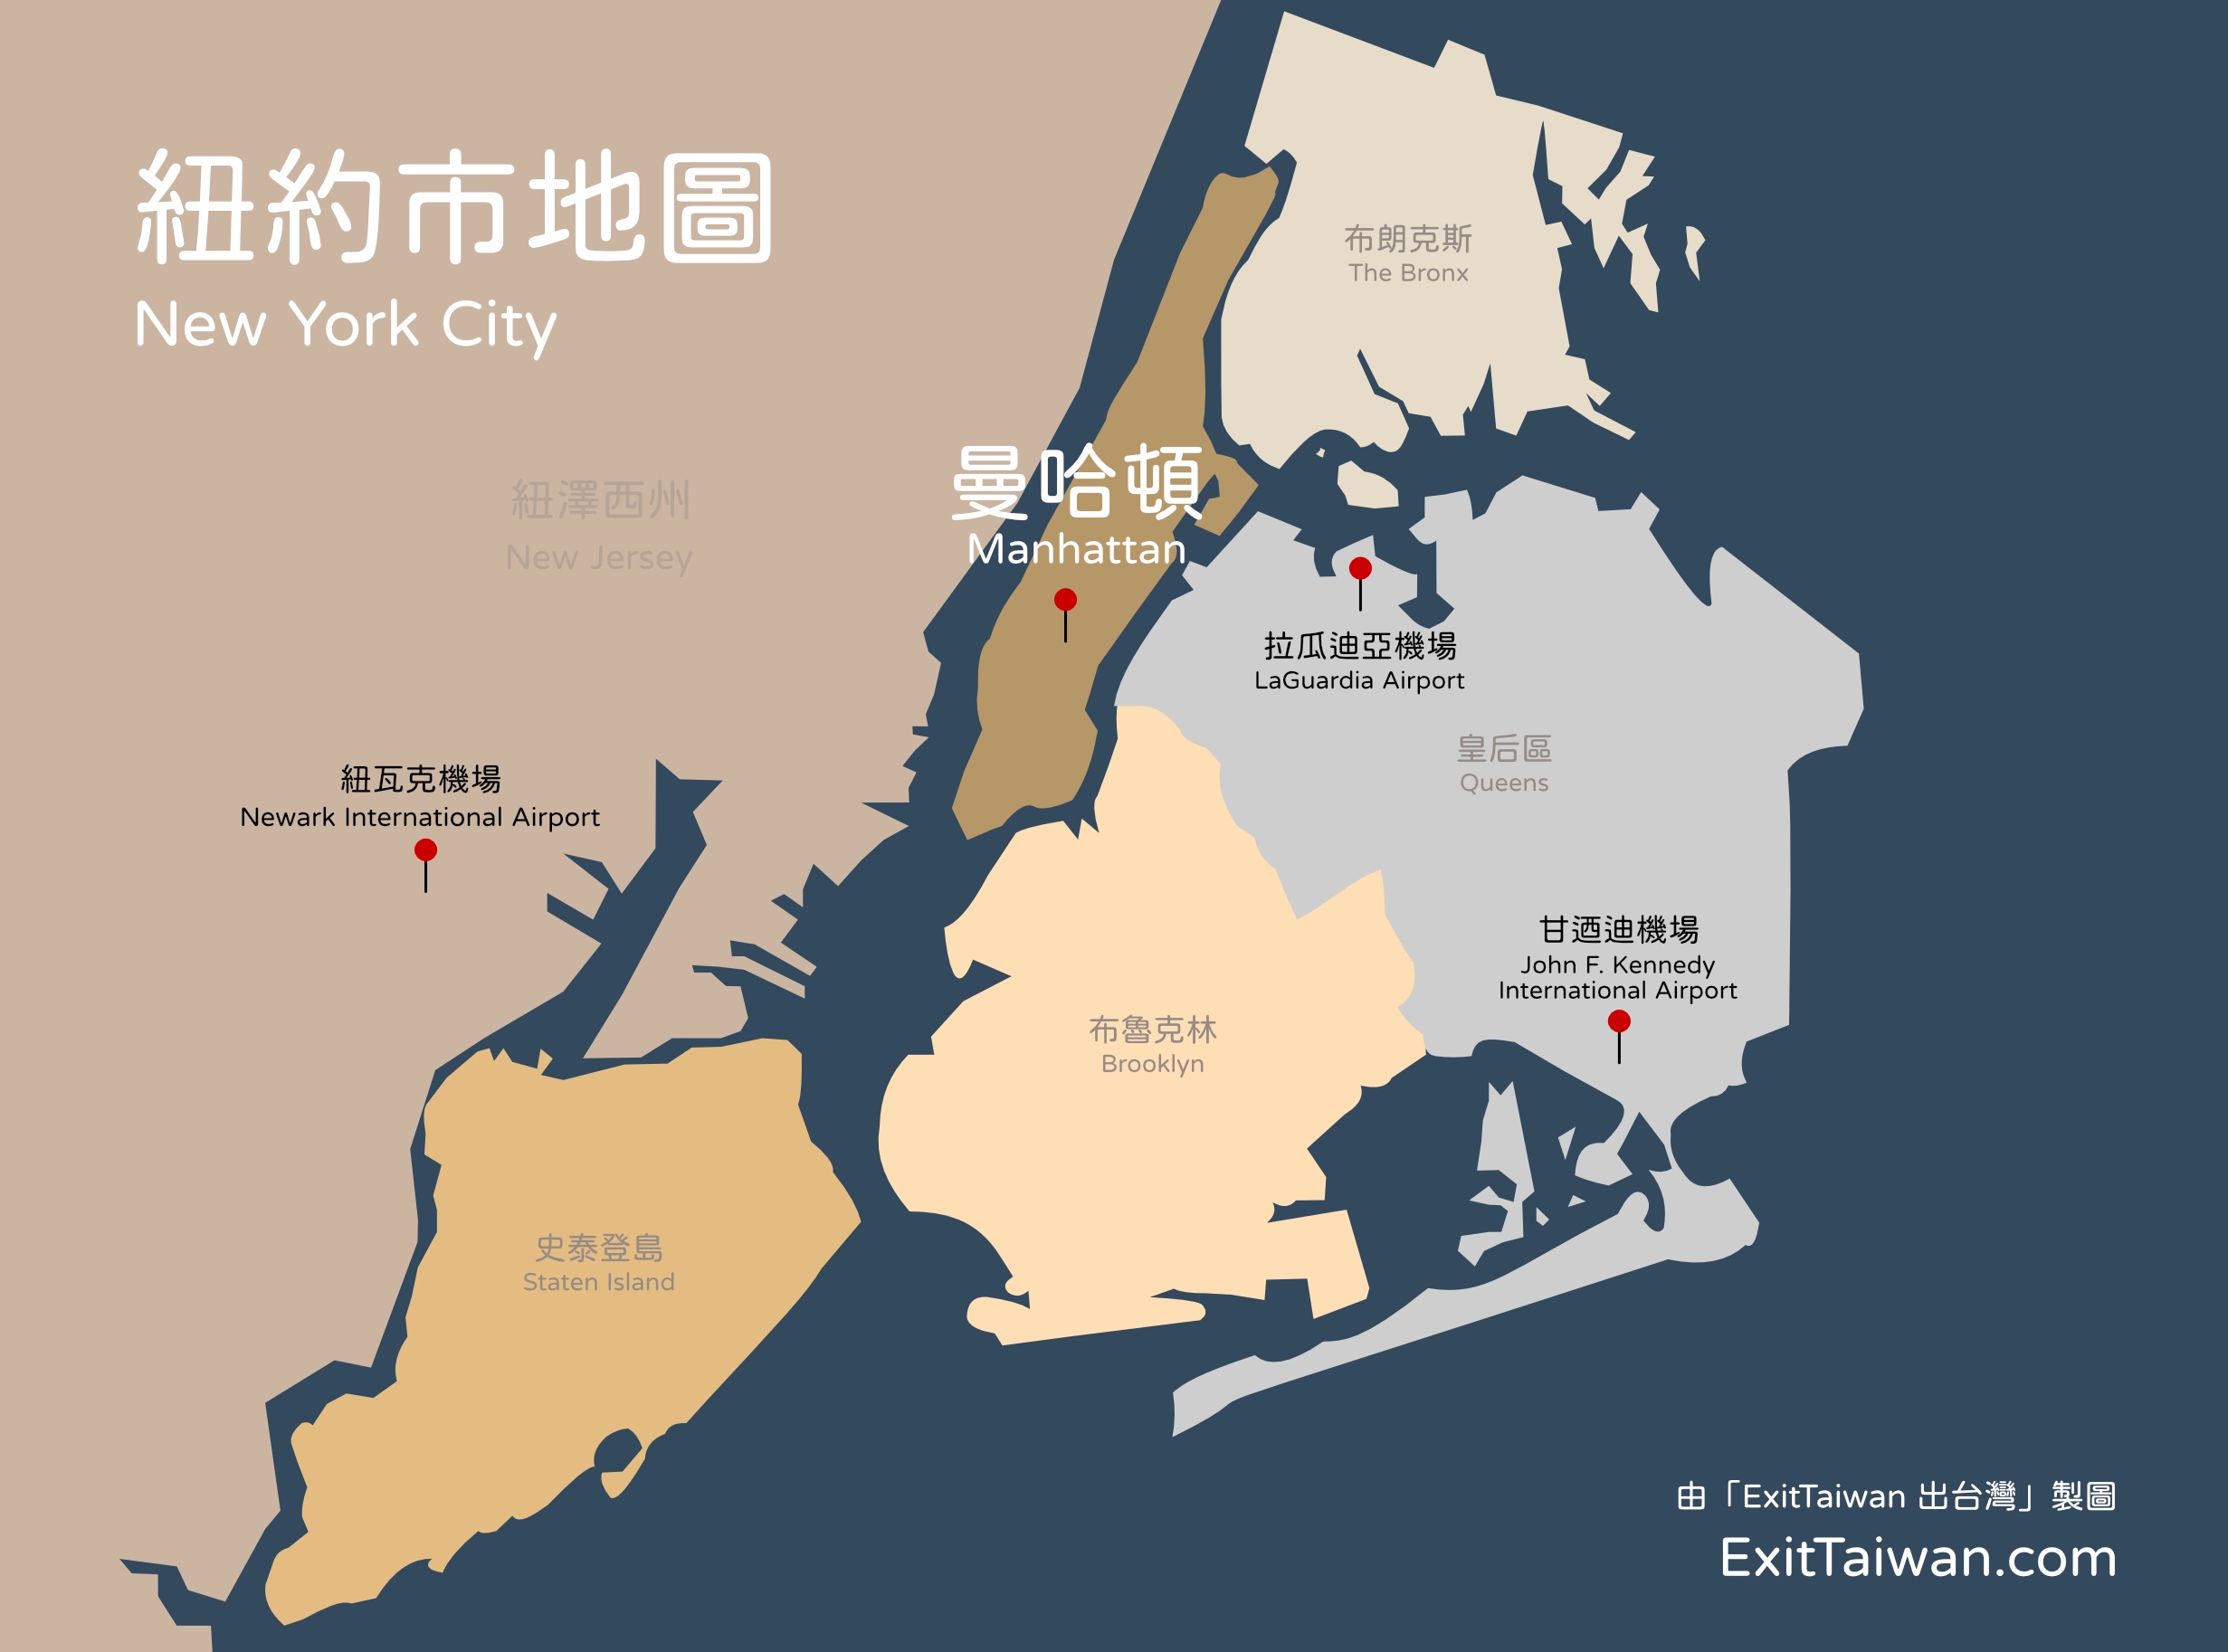 紐約市地圖
New York City
布朗克斯
The Bronx
曼哈頓
Manhattan
紐澤西州
New Jersey
拉瓜迪亞機場
LaGuardia Airport
皇后區
Queens
紐瓦克機場
Newark International Airport
甘迺迪機場
John F. Kennedy
International Airport
布魯克林
Brooklyn
史泰登島
Staten Island
由「ExitTaiwan 出台灣」製圖
ExitTaiwan.com